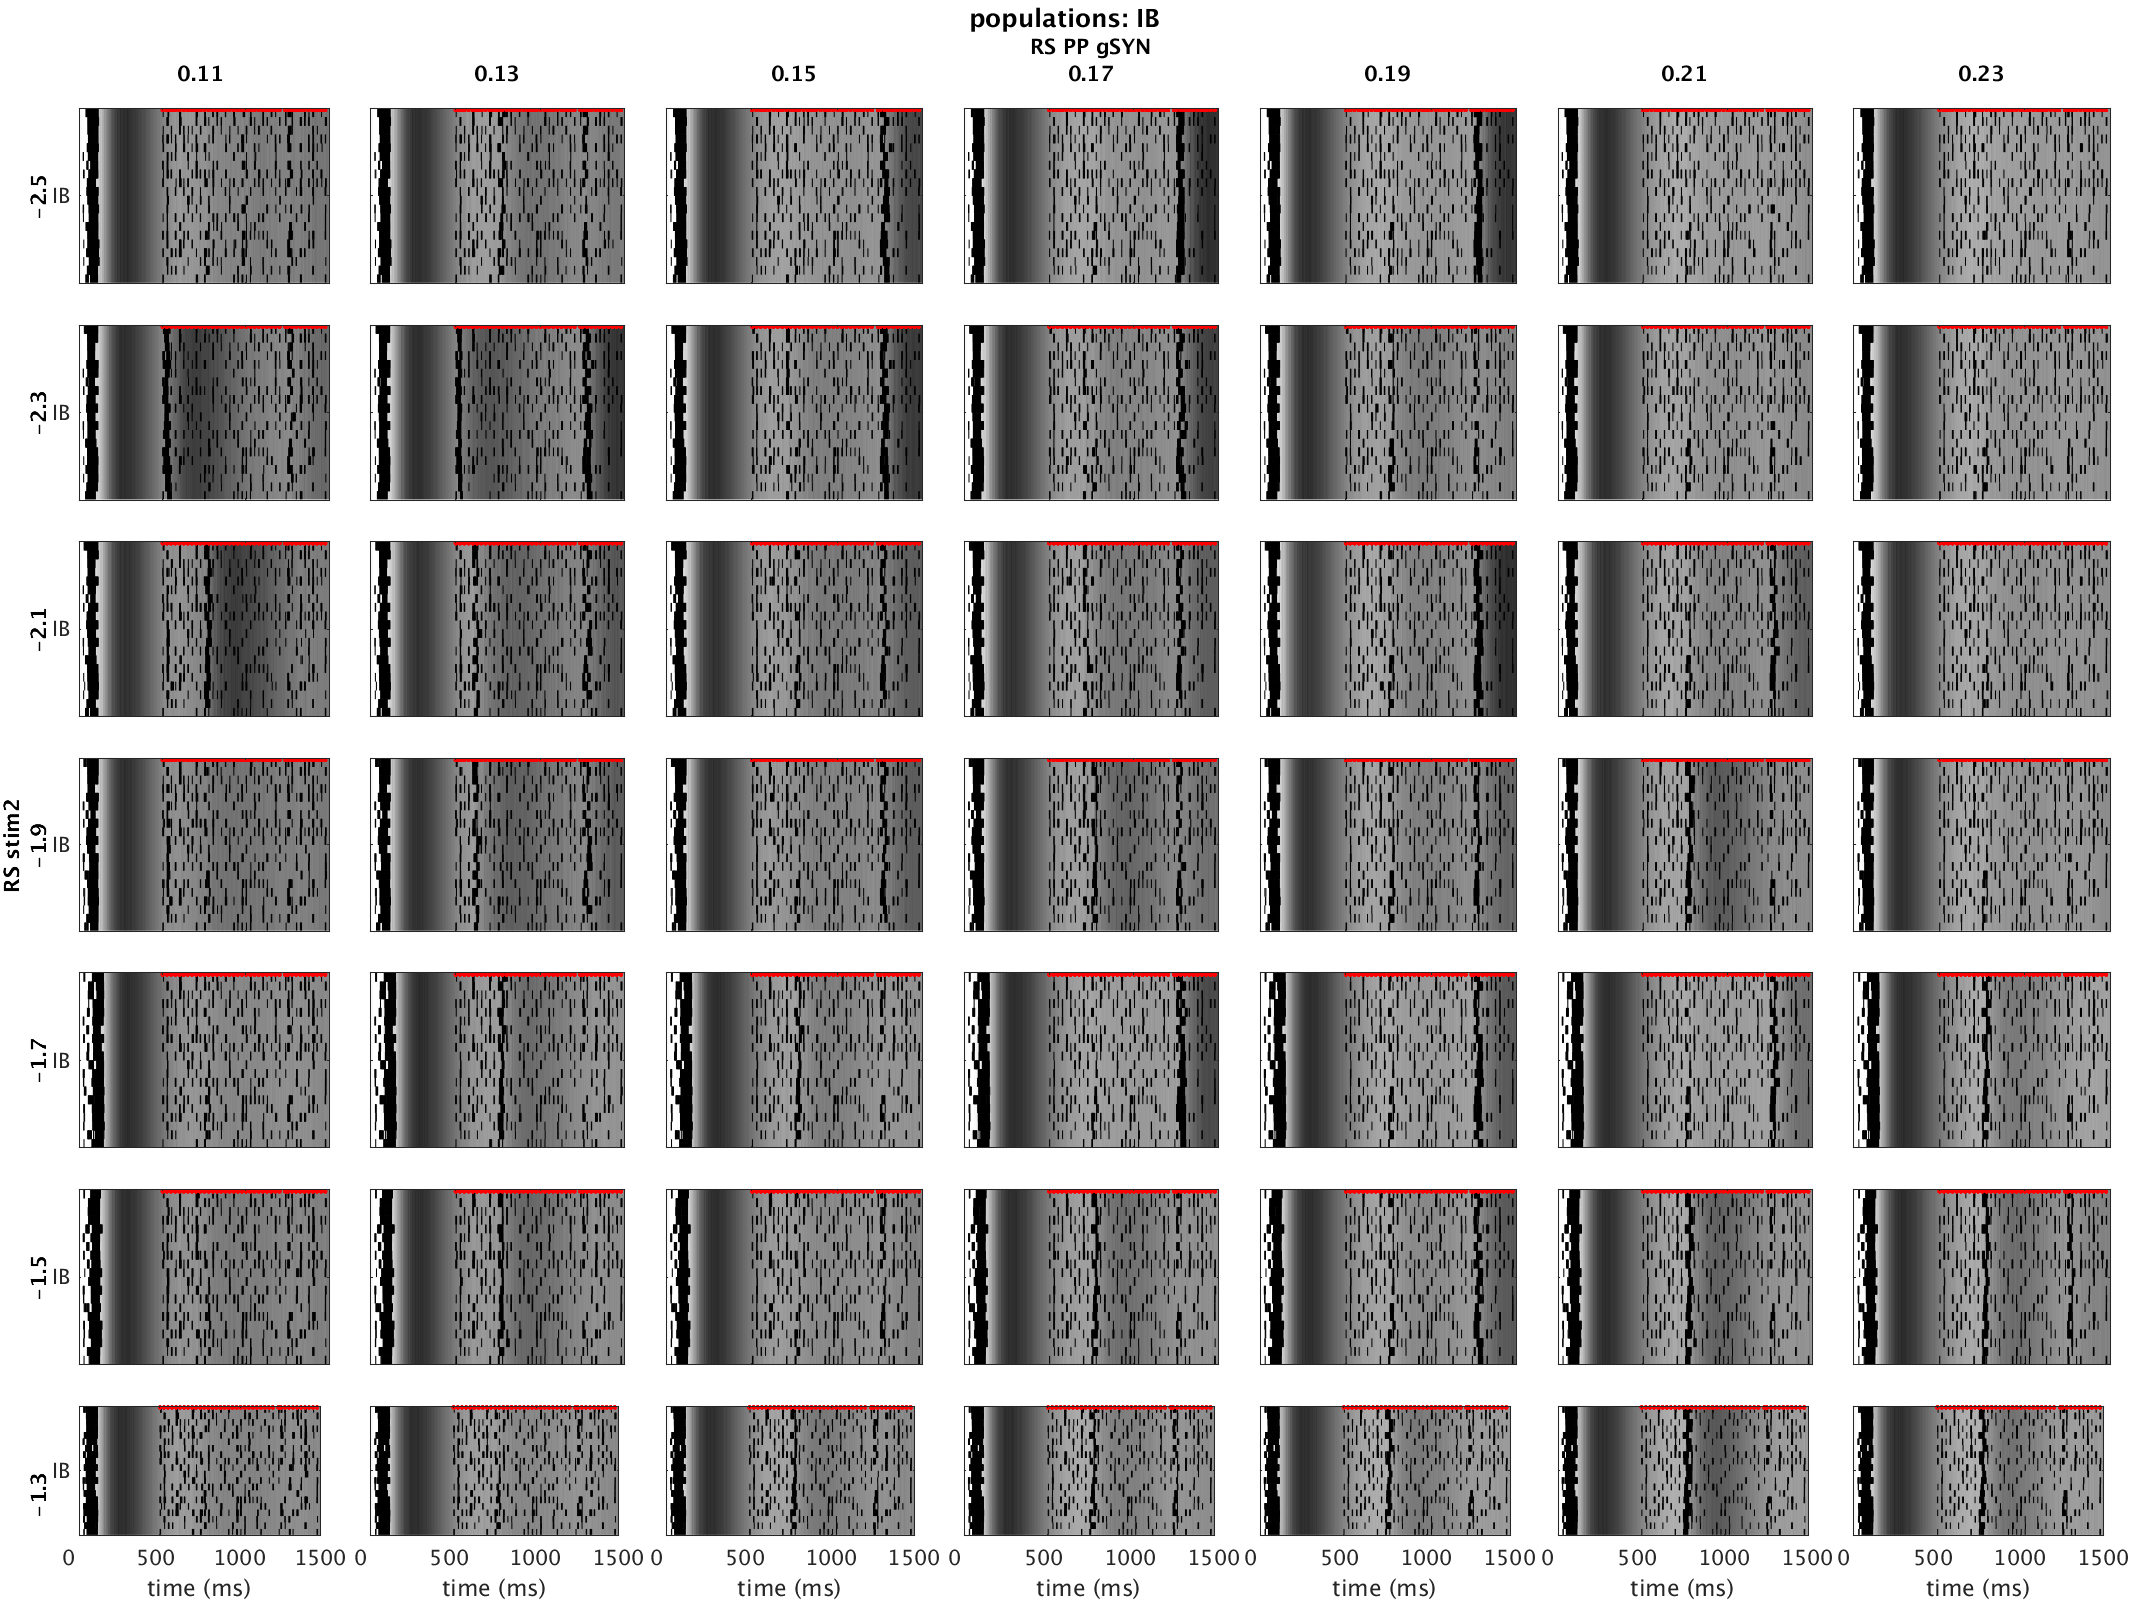 populations: IB
RS PP gSYN
0.11 0.13 0.15 0.17 0.19 0.21 0.23
RS stim2
-2.5 IB
-2.3 IB
-2.1 IB
-1.9 IB
-1.7 IB
-1.5 IB
-1.3 IB
0 500 1000 1500 0 500 1000 1500 0 500 1000 1500 0 500 1000 1500 0 500 1000 1500 0 500 1000 1500 0 500 1000 1500
time (ms) time (ms) time (ms) time (ms) time (ms) time (ms) time (ms)